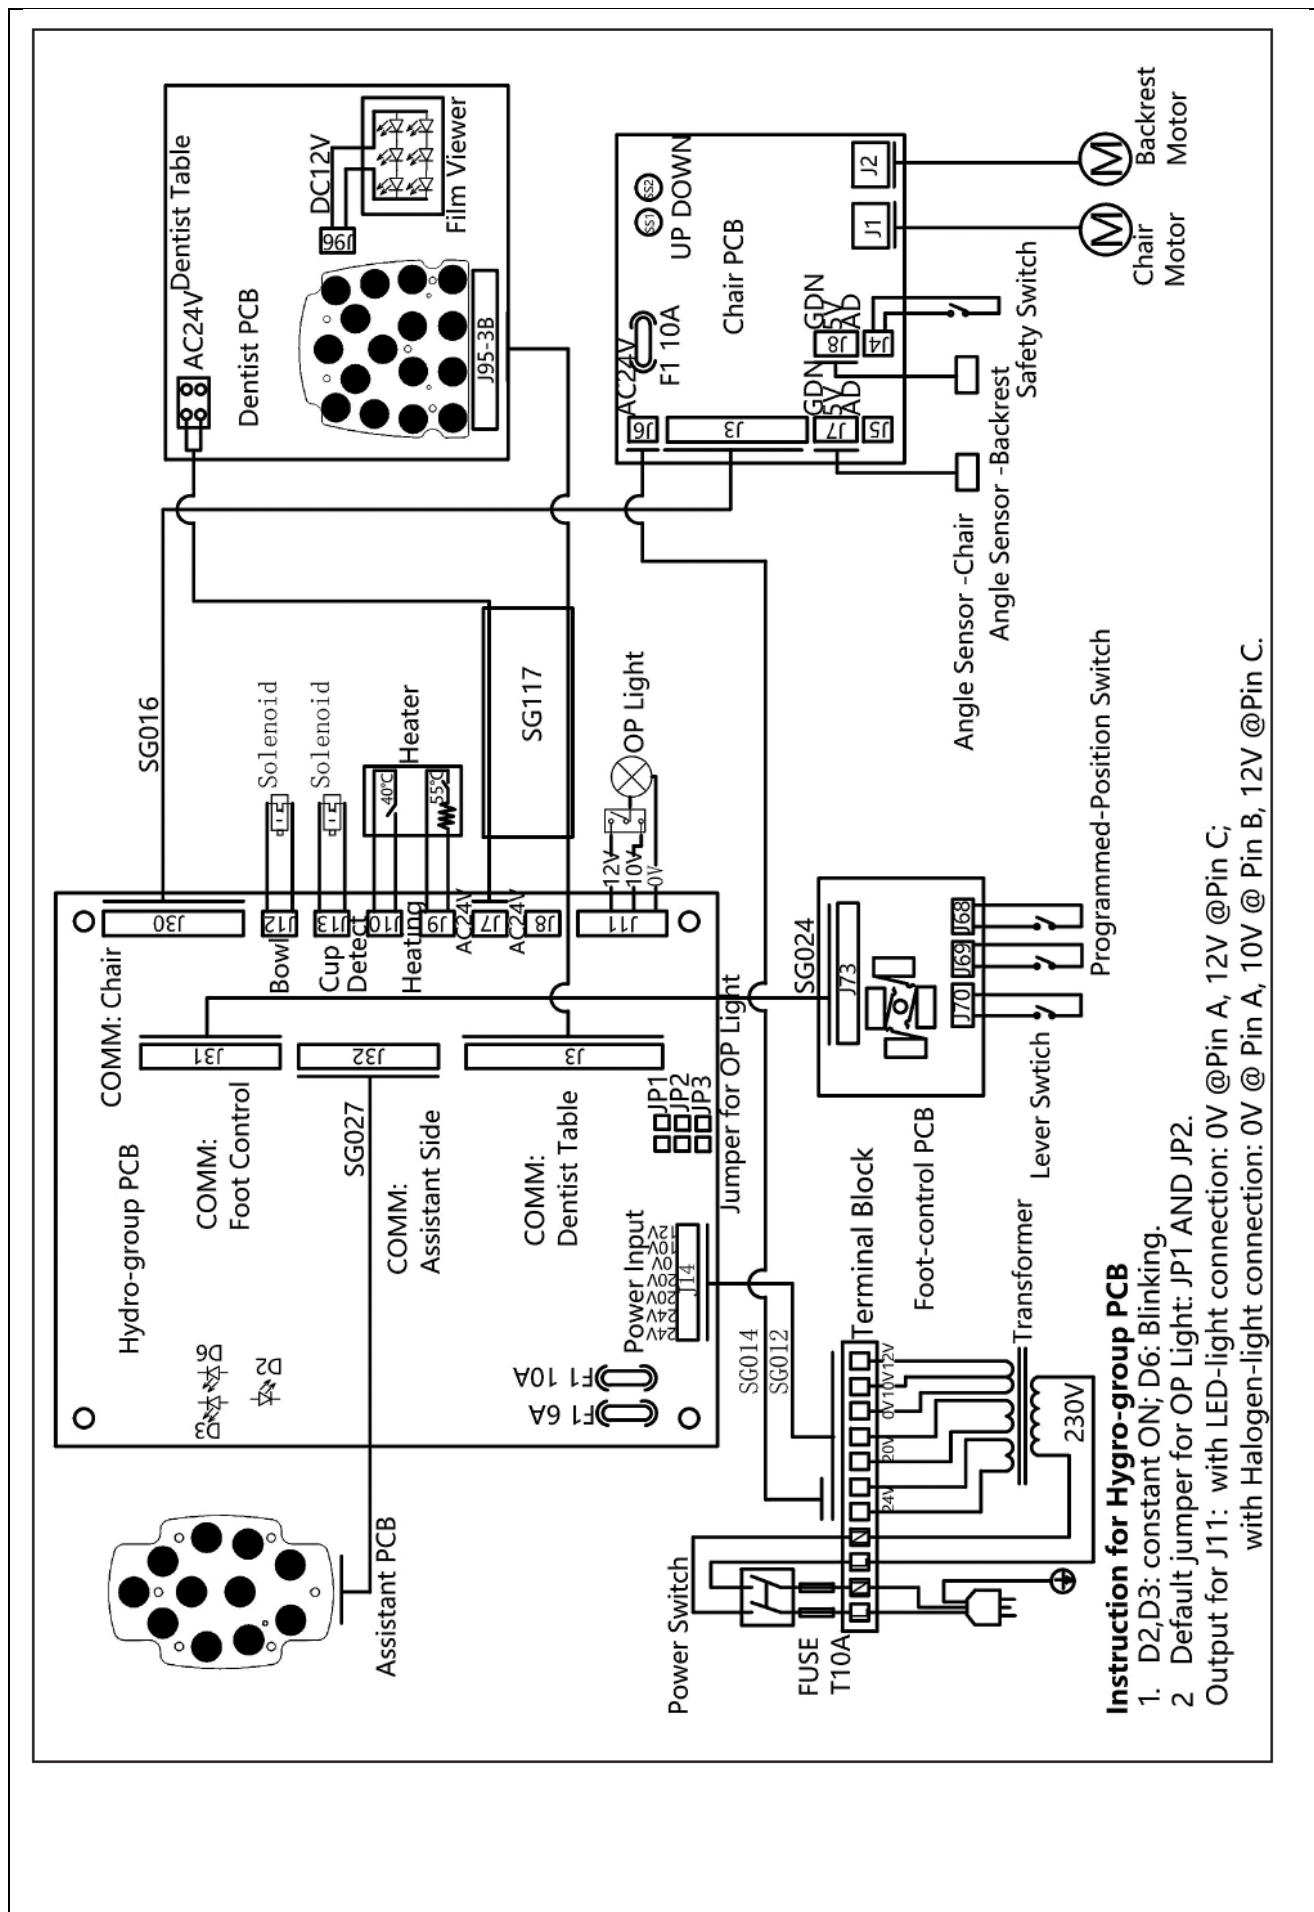 Assistant PCB
Hydro-group PCB
D3
D6
D2
F1 6A
F1 10A
Power Input
24V
24V
20V
20V
0V
10V
12V
J14
COMM: Chair
COMM:
Foot Control
SG027
COMM:
Assistant Side
COMM:
Dentist Table
J31
J32
J3
JP1
JP2
JP3
Jumper for OP Light
J30
J12
J13
J10
J9
J7
J8
J11
Bowl
Cup
Detect
Heating
AC24V
AC24V
SG016
Solenoid
Solenoid
40℃
55℃
Heater
SG117
12V
10V
0V
OP Light
Dentist Table
AC24V
Dentist PCB
J95-3B
J96
DC12V
Film Viewer
AC24V
F1 10A
SS1
SS2
UP DOWN
Chair PCB
J6
J3
J7
J5
GDN
5V
AD
J8
J4
GDN
5V
AD
J1
J2
Angle Sensor -Chair
Angle Sensor -Backrest
Safety Switch
Chair
Motor
Backrest
Motor
M
M
Power Switch
FUSE
T10A
SG014
SG012
Terminal Block
24V
20V
0V
10V
12V
Transformer
230V
SG024
J73
J70
J69
J68
Foot-control PCB
Lever Swtich
Programmed-Position Switch
Instruction for Hygro-group PCB
1. D2,D3: constant ON; D6: Blinking.
2 Default jumper for OP Light: JP1 AND JP2.
Output for J11: with LED-light connection: 0V @Pin A, 12V @Pin C;
with Halogen-light connection: 0V @ Pin A, 10V @ Pin B, 12V @Pin C.